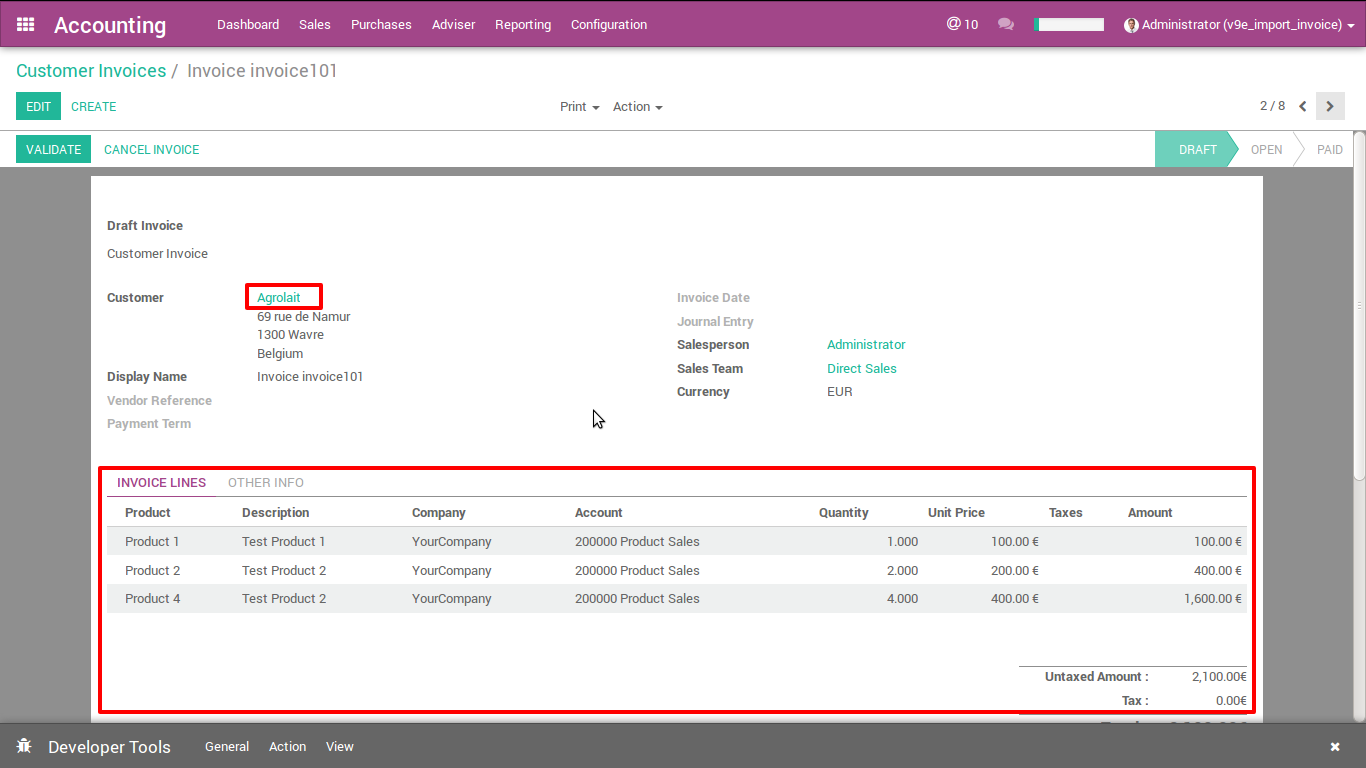 Accounting Dashboard Sales Purchases Adviser Reporting Configuration @ 10 Administrator (v9e_import_invoice)
Customer Invoices / Invoice invoice101
EDIT CREATE Print Action 2 / 8
VALIDATE CANCEL INVOICE DRAFT OPEN PAID
Draft Invoice
Customer Invoice
Customer Agrolait Invoice Date
69 rue de Namur Journal Entry
1300 Wavre Salesperson Administrator
Belgium
Display Name Invoice invoice101 Sales Team Direct Sales
Vendor Reference Currency EUR
Payment Term
INVOICE LINES OTHER INFO
Product Description Company Account Quantity Unit Price Taxes Amount
Product 1 Test Product 1 YourCompany 200000 Product Sales 1.000 100.00 € 100.00 €
Product 2 Test Product 2 YourCompany 200000 Product Sales 2.000 200.00 € 400.00 €
Product 4 Test Product 2 YourCompany 200000 Product Sales 4.000 400.00 € 1,600.00 €
Untaxed Amount : 2,100.00€
Tax : 0.00€
Developer Tools General Action View